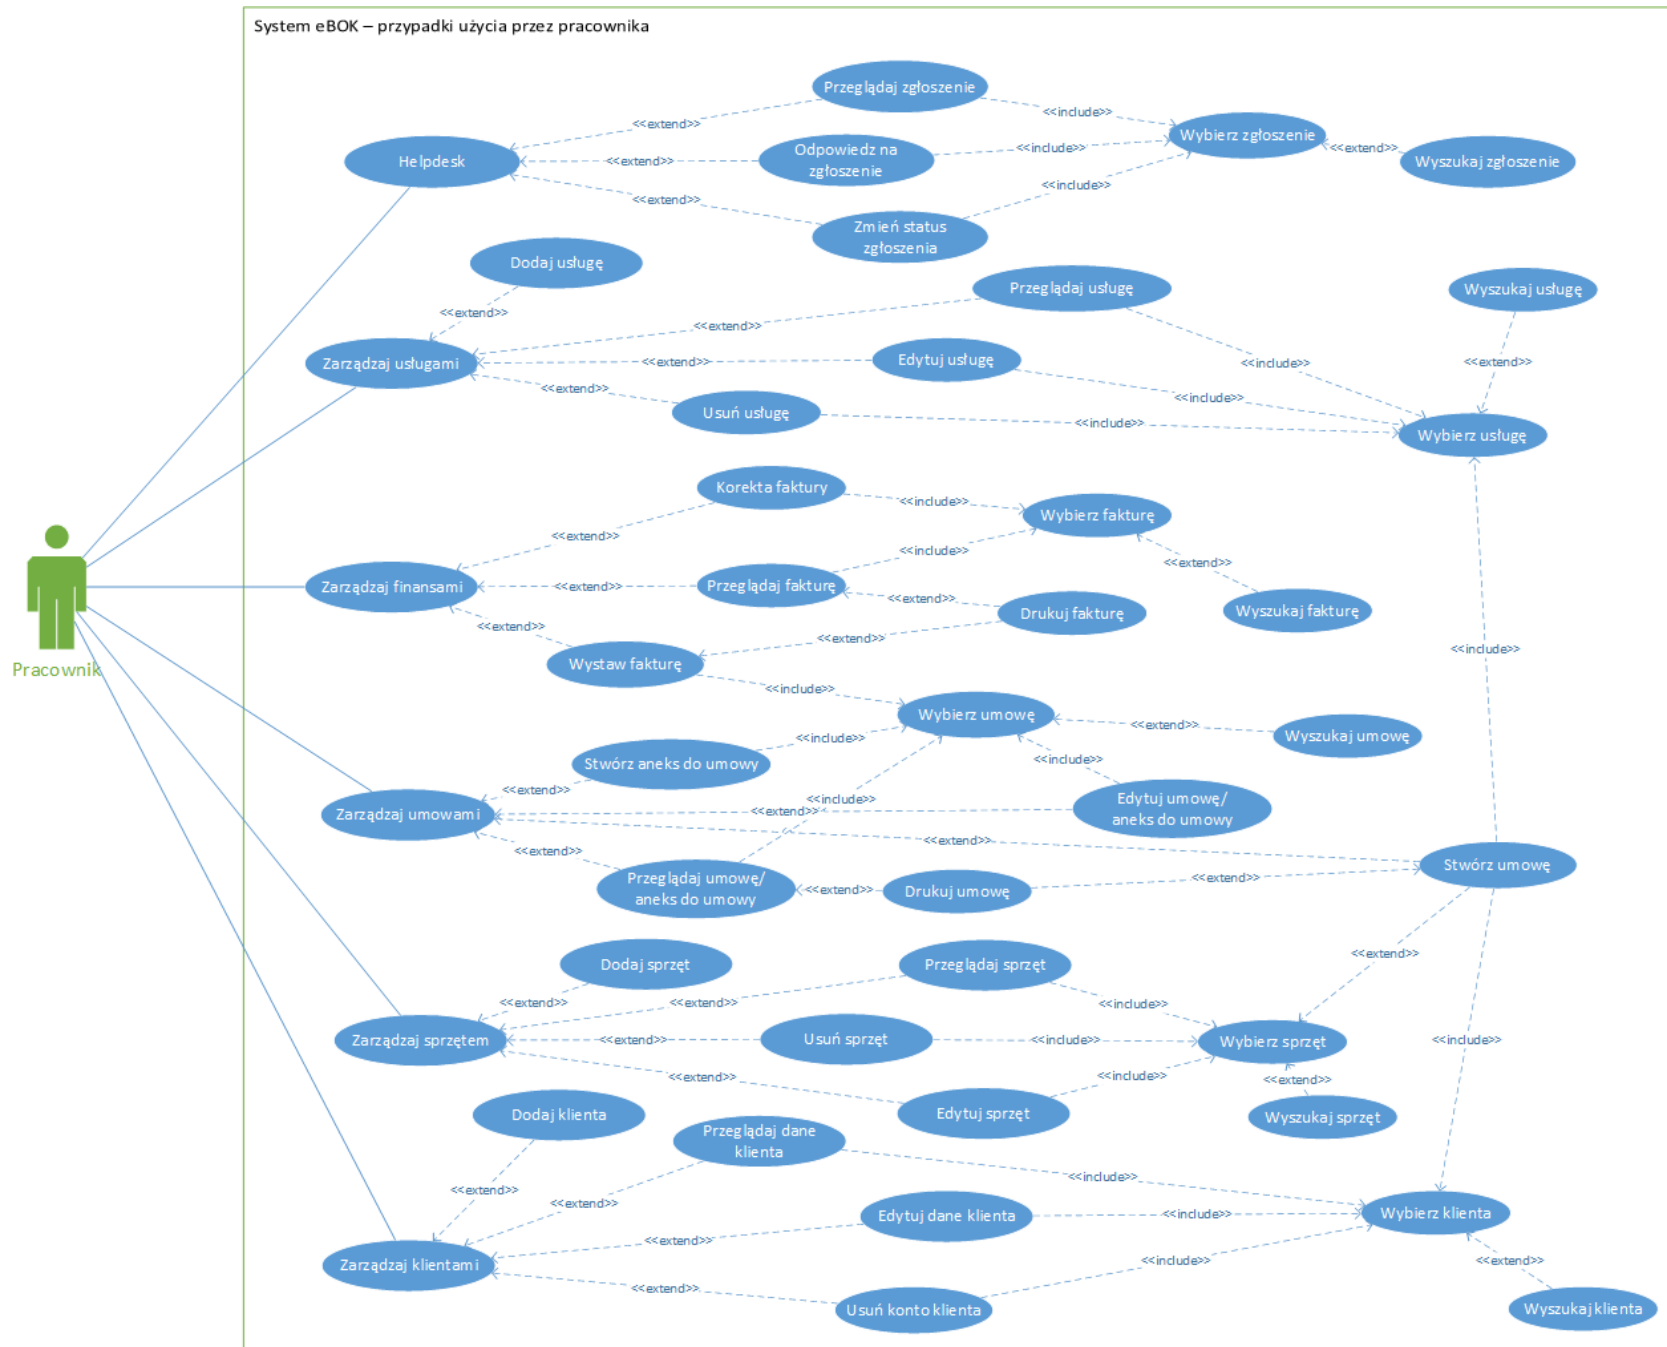 System eBOK – przypadki użycia przez pracownika
Przeglądaj zgłoszenie
<<extend>>
<<include>>
Helpdesk
<<extend>>
Odpowiedz na
zgłoszenie
<<include>>
Wybierz zgłoszenie
<<extend>>
Wyszukaj zgłoszenie
<<extend>>
<<include>>
Zmień status
zgłoszenia
Dodaj usługę
<<extend>>
Przeglądaj usługę
Wyszukaj usługę
<<extend>>
Zarządzaj usługami
<<extend>>
Edytuj usługę
<<include>>
<<extend>>
<<extend>>
Usuń usługę
<<include>>
<<include>>
Wybierz usługę
Korekta faktury
<<include>>
Wybierz fakturę
<<extend>>
<<include>>
<<extend>>
Zarządzaj finansami
<<extend>>
Przeglądaj fakturę
<<extend>>
Drukuj fakturę
Wyszukaj fakturę
<<extend>>
<<extend>>
Wystaw fakturę
<<include>>
Pracownik
<<include>>
Wybierz umowę
<<extend>>
Wyszukaj umowę
<<include>>
Stwórz aneks do umowy
<<include>>
<<extend>>
<<include>>
Zarządzaj umowami
<<extend>>
Edytuj umowę/
aneks do umowy
<<extend>>
<<extend>>
Stwórz umowę
Przeglądaj umowę/
aneks do umowy
<<extend>>
Drukuj umowę
<<extend>>
<<extend>>
Dodaj sprzęt
Przeglądaj sprzęt
<<extend>>
<<extend>>
<<include>>
Zarządzaj sprzętem
<<extend>>
Usuń sprzęt
<<include>>
Wybierz sprzęt
<<include>>
<<extend>>
<<include>>
<<extend>>
Dodaj klienta
Edytuj sprzęt
Wyszukaj sprzęt
Przeglądaj dane
klienta
<<extend>>
<<extend>>
<<include>>
Edytuj dane klienta
<<include>>
Wybierz klienta
<<extend>>
<<include>>
<<extend>>
Zarządzaj klientami
<<extend>>
Usuń konto klienta
Wyszukaj klienta